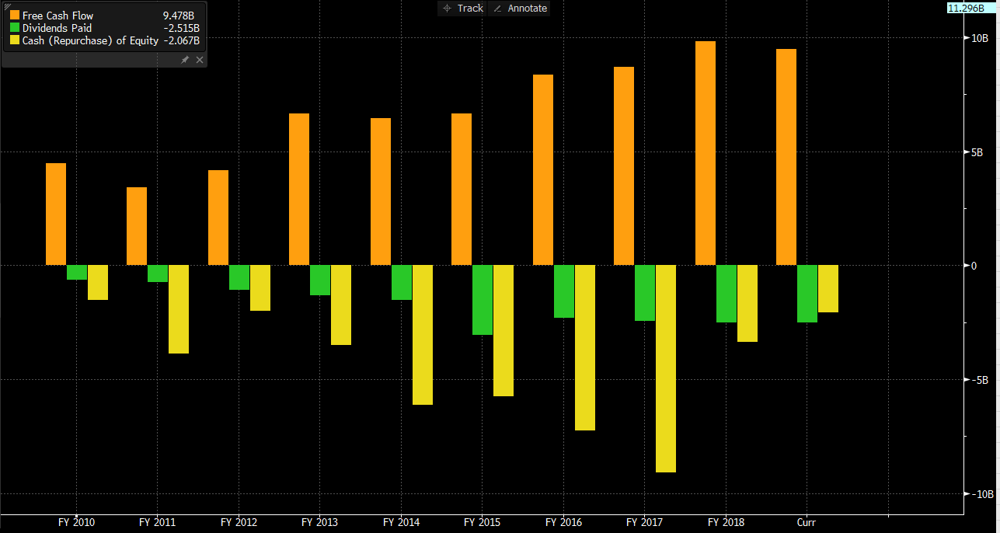 Track Annotate
11.296B
Free Cash Flow 9.478B
Dividends Paid -2.515B
Cash (Repurchase) of Equity -2.067B
10B
5B
0
-5B
-10B
FY 2010 FY 2011 FY 2012 FY 2013 FY 2014 FY 2015 FY 2016 FY 2017 FY 2018 Curr